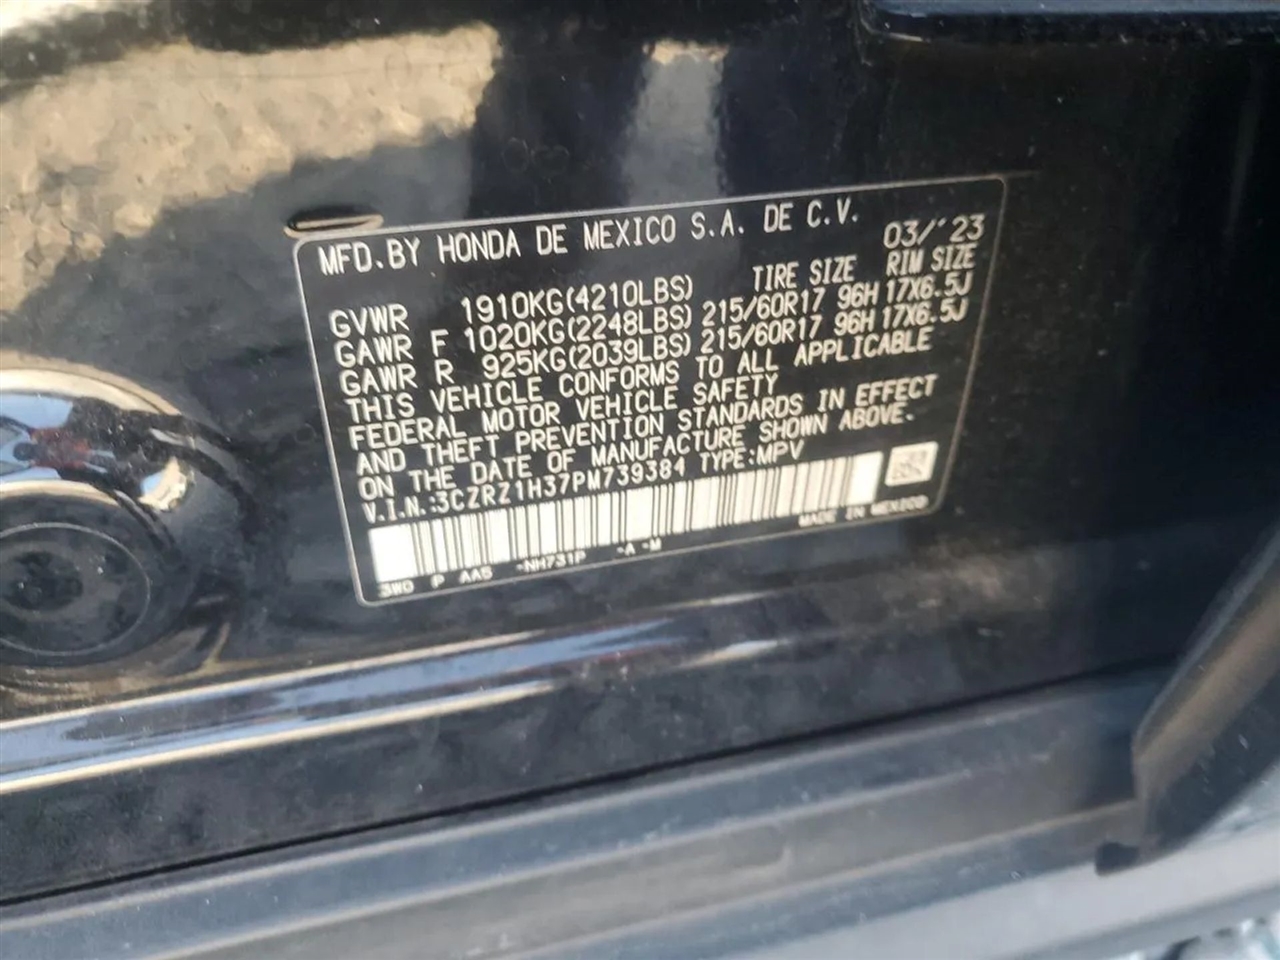 MFD.BY HONDA DE MEXICO S.A. DE C.V. 03/'23
TIRE SIZE RIM SIZE
GVWR 1910KG(4210LBS)
GAWR F 1020KG(2248LBS) 215/60R17 96H 17X6.5J
GAWR R 925KG(2039LBS) 215/60R17 96H 17X6.5J
THIS VEHICLE CONFORMS TO ALL APPLICABLE
FEDERAL MOTOR VEHICLE SAFETY
AND THEFT PREVENTION STANDARDS IN EFFECT
ON THE DATE OF MANUFACTURE SHOWN ABOVE.
V.I.N.:3CZRZ1H37PM739384 TYPE:MPV
MADE IN MEXICO
3W0 P AA5 -NH731P -A -M